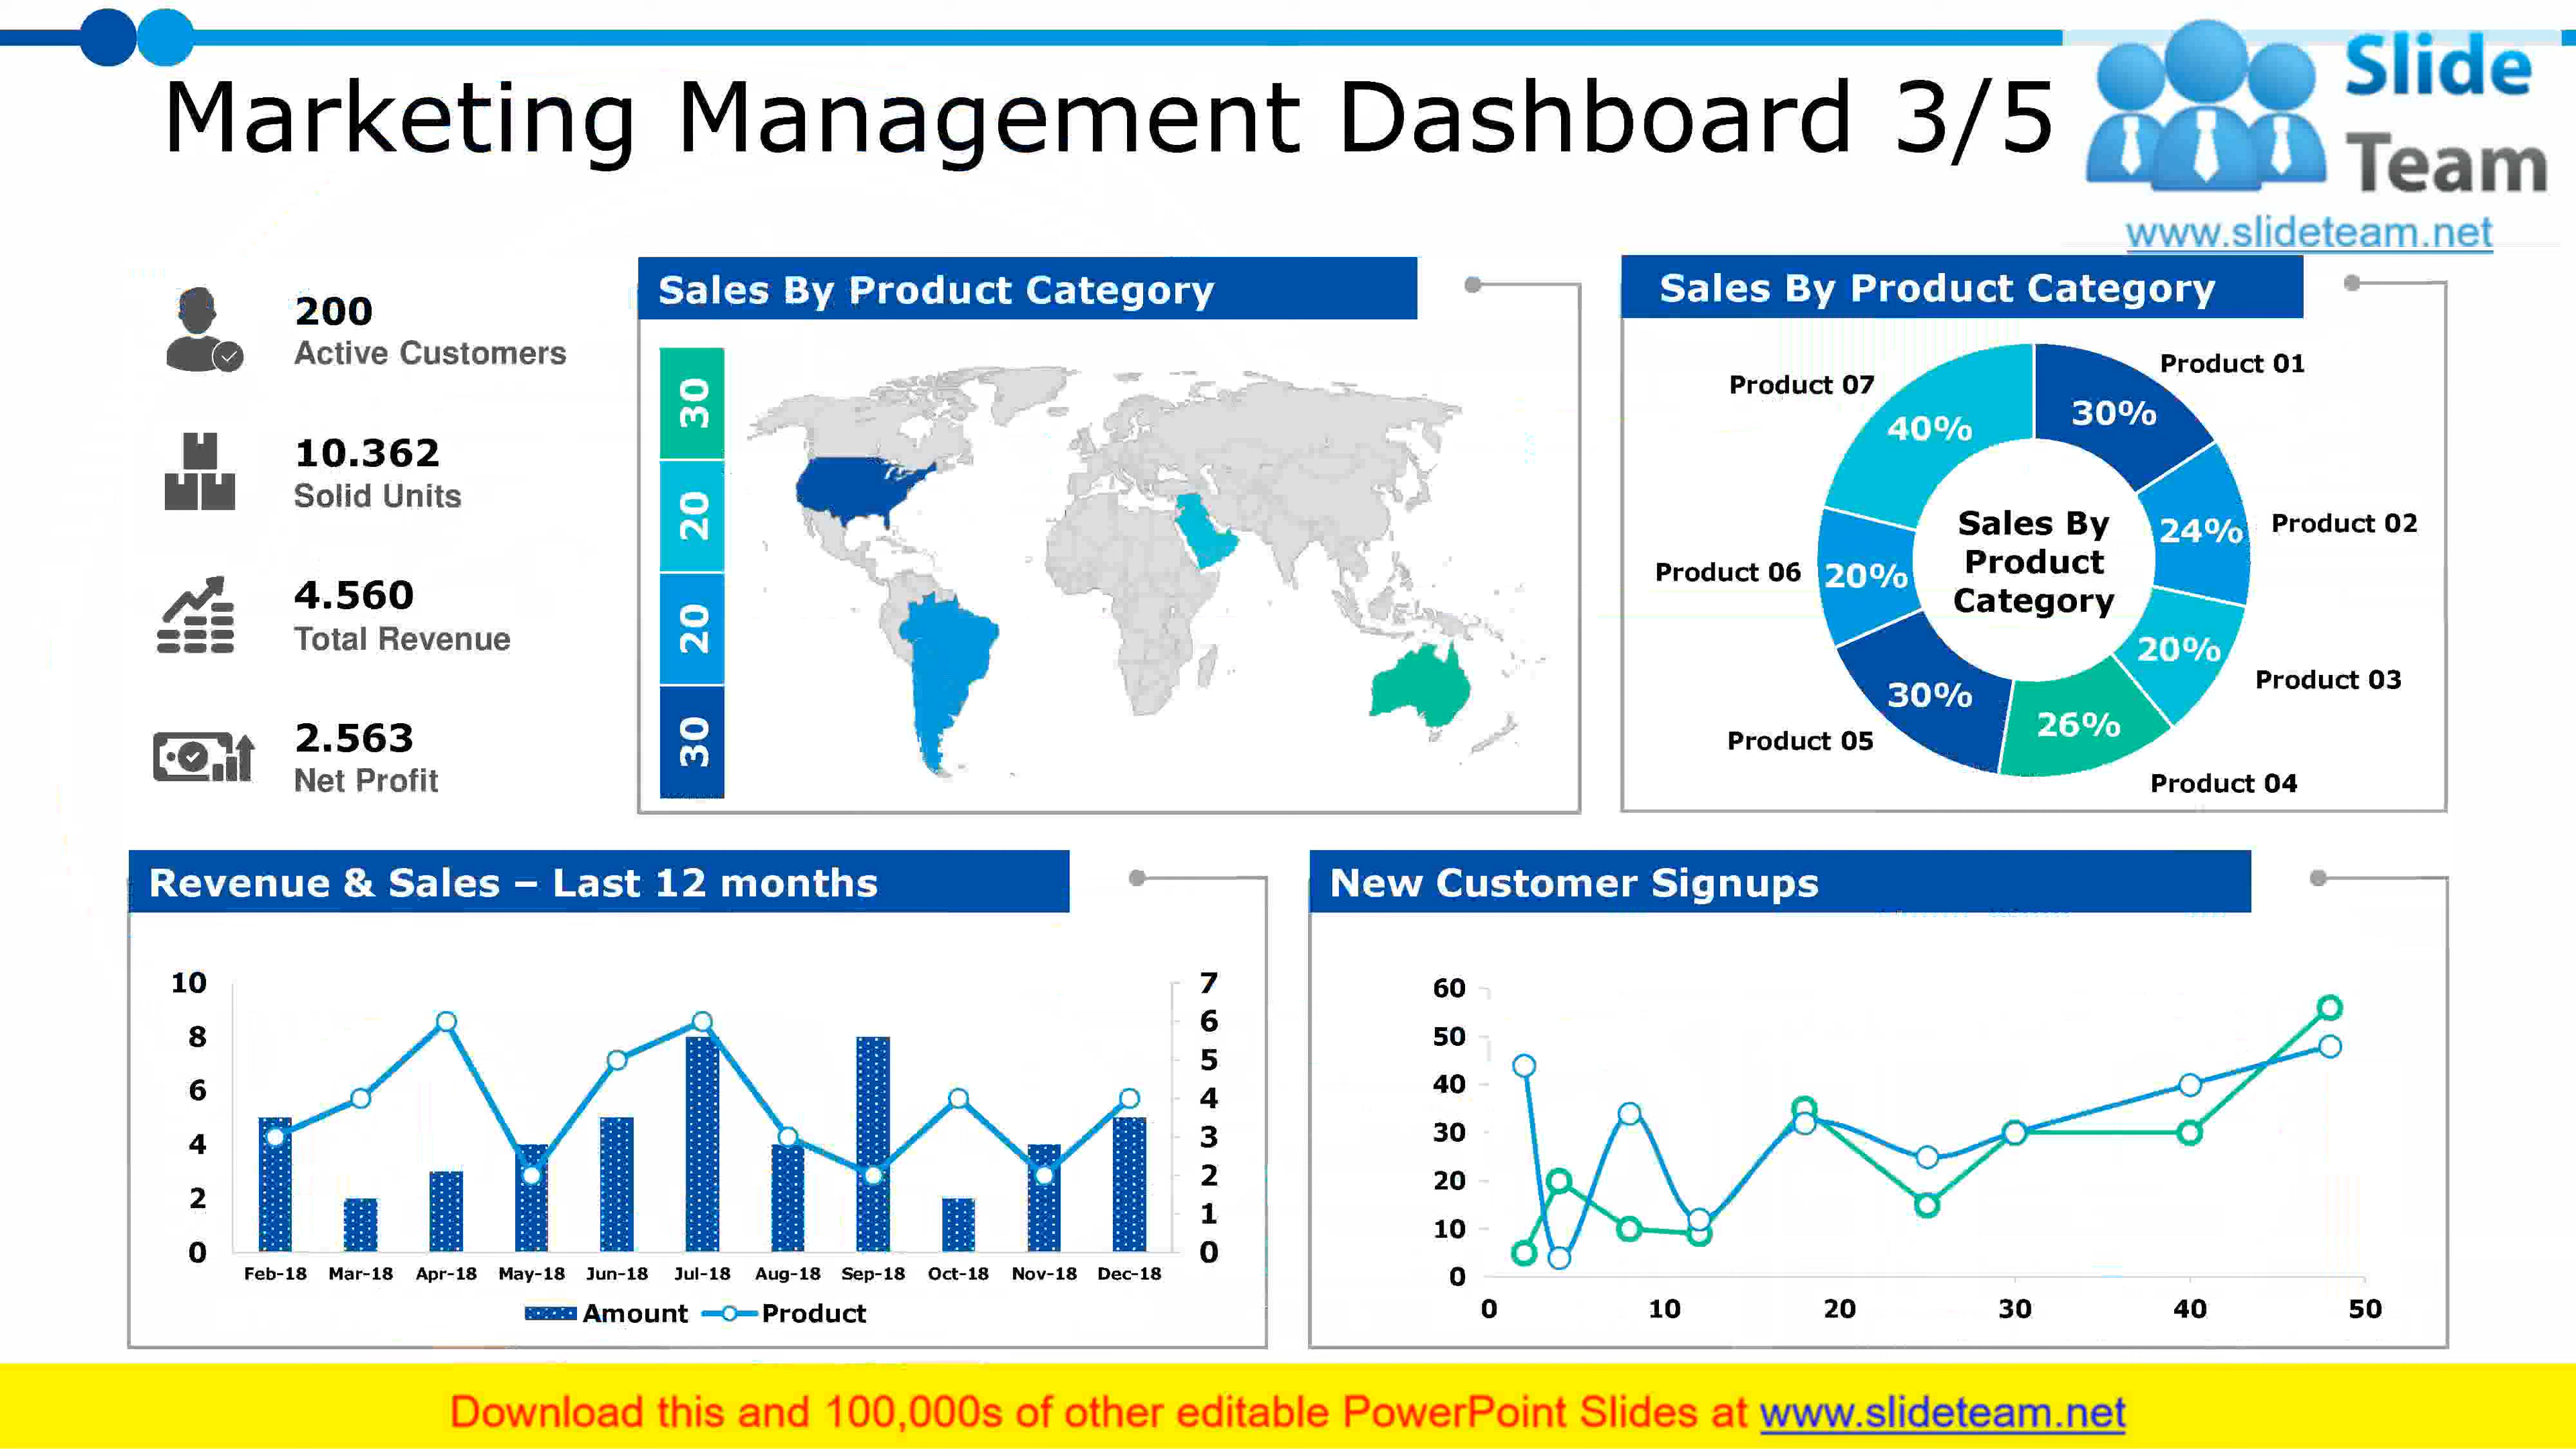 Marketing Management Dashboard 3/5
Slide
Team
www.slideteam.net
200
Active Customers
10.362
Solid Units
4.560
Total Revenue
2.563
Net Profit
Sales By Product Category
30
20
20
30
Sales By Product Category
Product 01
Product 07
30%
40%
Sales By
Product
Category
24%
Product 02
Product 06
20%
20%
Product 03
30%
26%
Product 05
Product 04
Revenue & Sales – Last 12 months
10
8
6
4
2
0
7
6
5
4
3
2
1
0
Feb-18 Mar-18 Apr-18 May-18 Jun-18 Jul-18 Aug-18 Sep-18 Oct-18 Nov-18 Dec-18
Amount Product
New Customer Signups
60
50
40
30
20
10
0
0 10 20 30 40 50
Download this and 100,000s of other editable PowerPoint Slides at www.slideteam.net